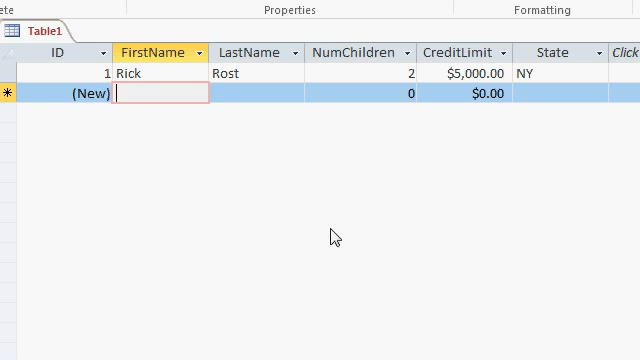 ete Properties Formatting
Table1
ID FirstName LastName NumChildren CreditLimit State Click
1 Rick Rost 2 $5,000.00 NY
* (New) 0 $0.00